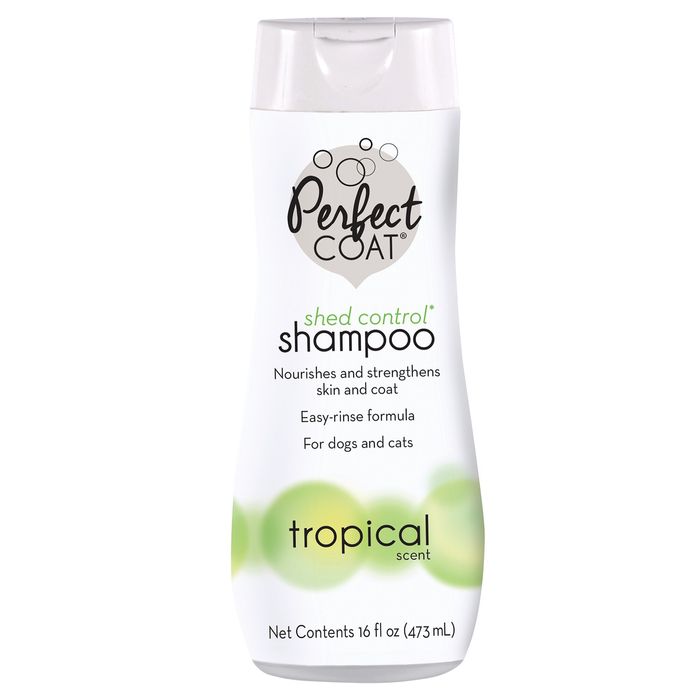 Perfect
COAT®
shed control*
shampoo
Nourishes and strengthens
skin and coat
Easy-rinse formula
For dogs and cats
tropical
scent
Net Contents 16 fl oz (473 mL)